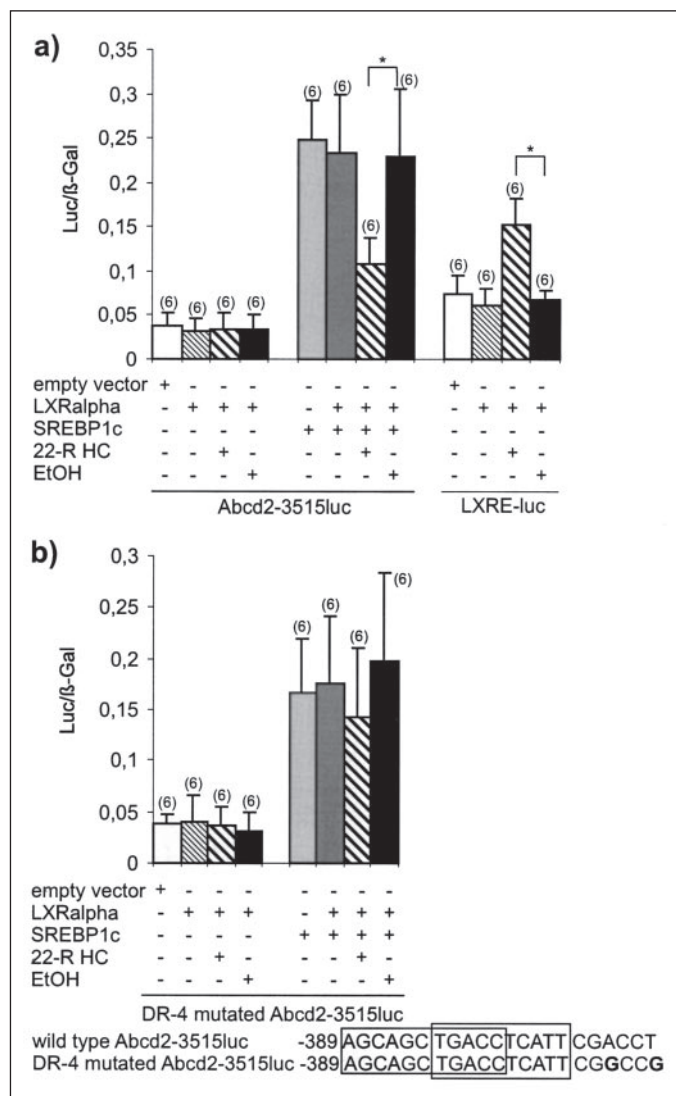 a)
0,35
0,3
0,25
0,2
0,15
0,1
0,05
0
Luc/ß-Gal
(6) (6) (6) (6) (6) (6) (6) (6) (6) (6) (6) (6)
* *
empty vector + - - - - - - - + - - -
LXRalpha - + + + - + + + - + + +
SREBP1c - - - - + + + + - - - -
22-R HC - - + - - - + - - - + -
EtOH - - - + - - - + - - - +
Abcd2-3515luc LXRE-luc
b)
0,3
0,25
0,2
0,15
0,1
0,05
0
Luc/ß-Gal
(6) (6) (6) (6) (6) (6) (6) (6)
empty vector + - - - - - - -
LXRalpha - + + + - + + +
SREBP1c - - - - + + + +
22-R HC - - + - - - + -
EtOH - - - + - - - +
DR-4 mutated Abcd2-3515luc
wild type Abcd2-3515luc -389 AGCAGC TGACC TCATT CGACCT
DR-4 mutated Abcd2-3515luc -389 AGCAGC TGACC TCATT CGGCCG